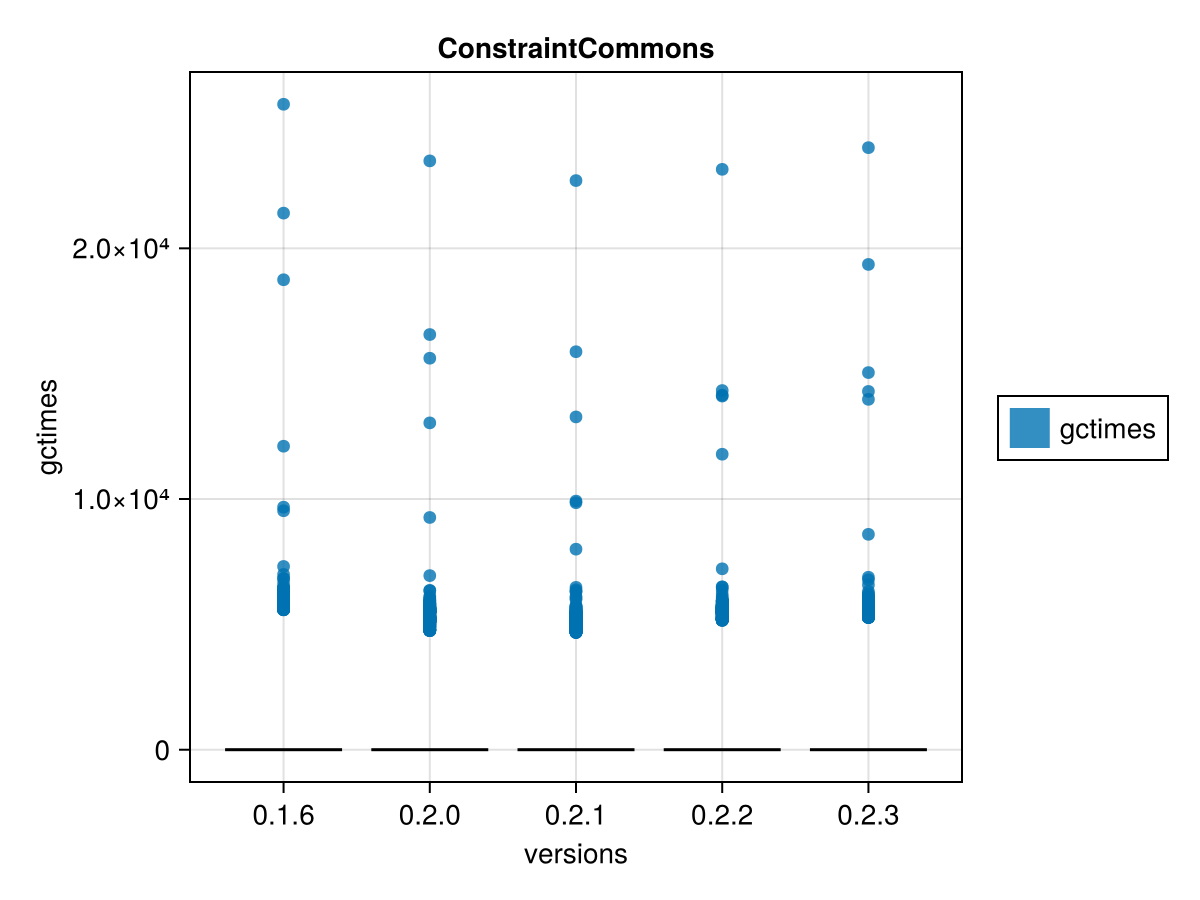 ConstraintCommons
gctimes
2.0×10⁴
1.0×10⁴
0
0.1.6 0.2.0 0.2.1 0.2.2 0.2.3
versions
gctimes